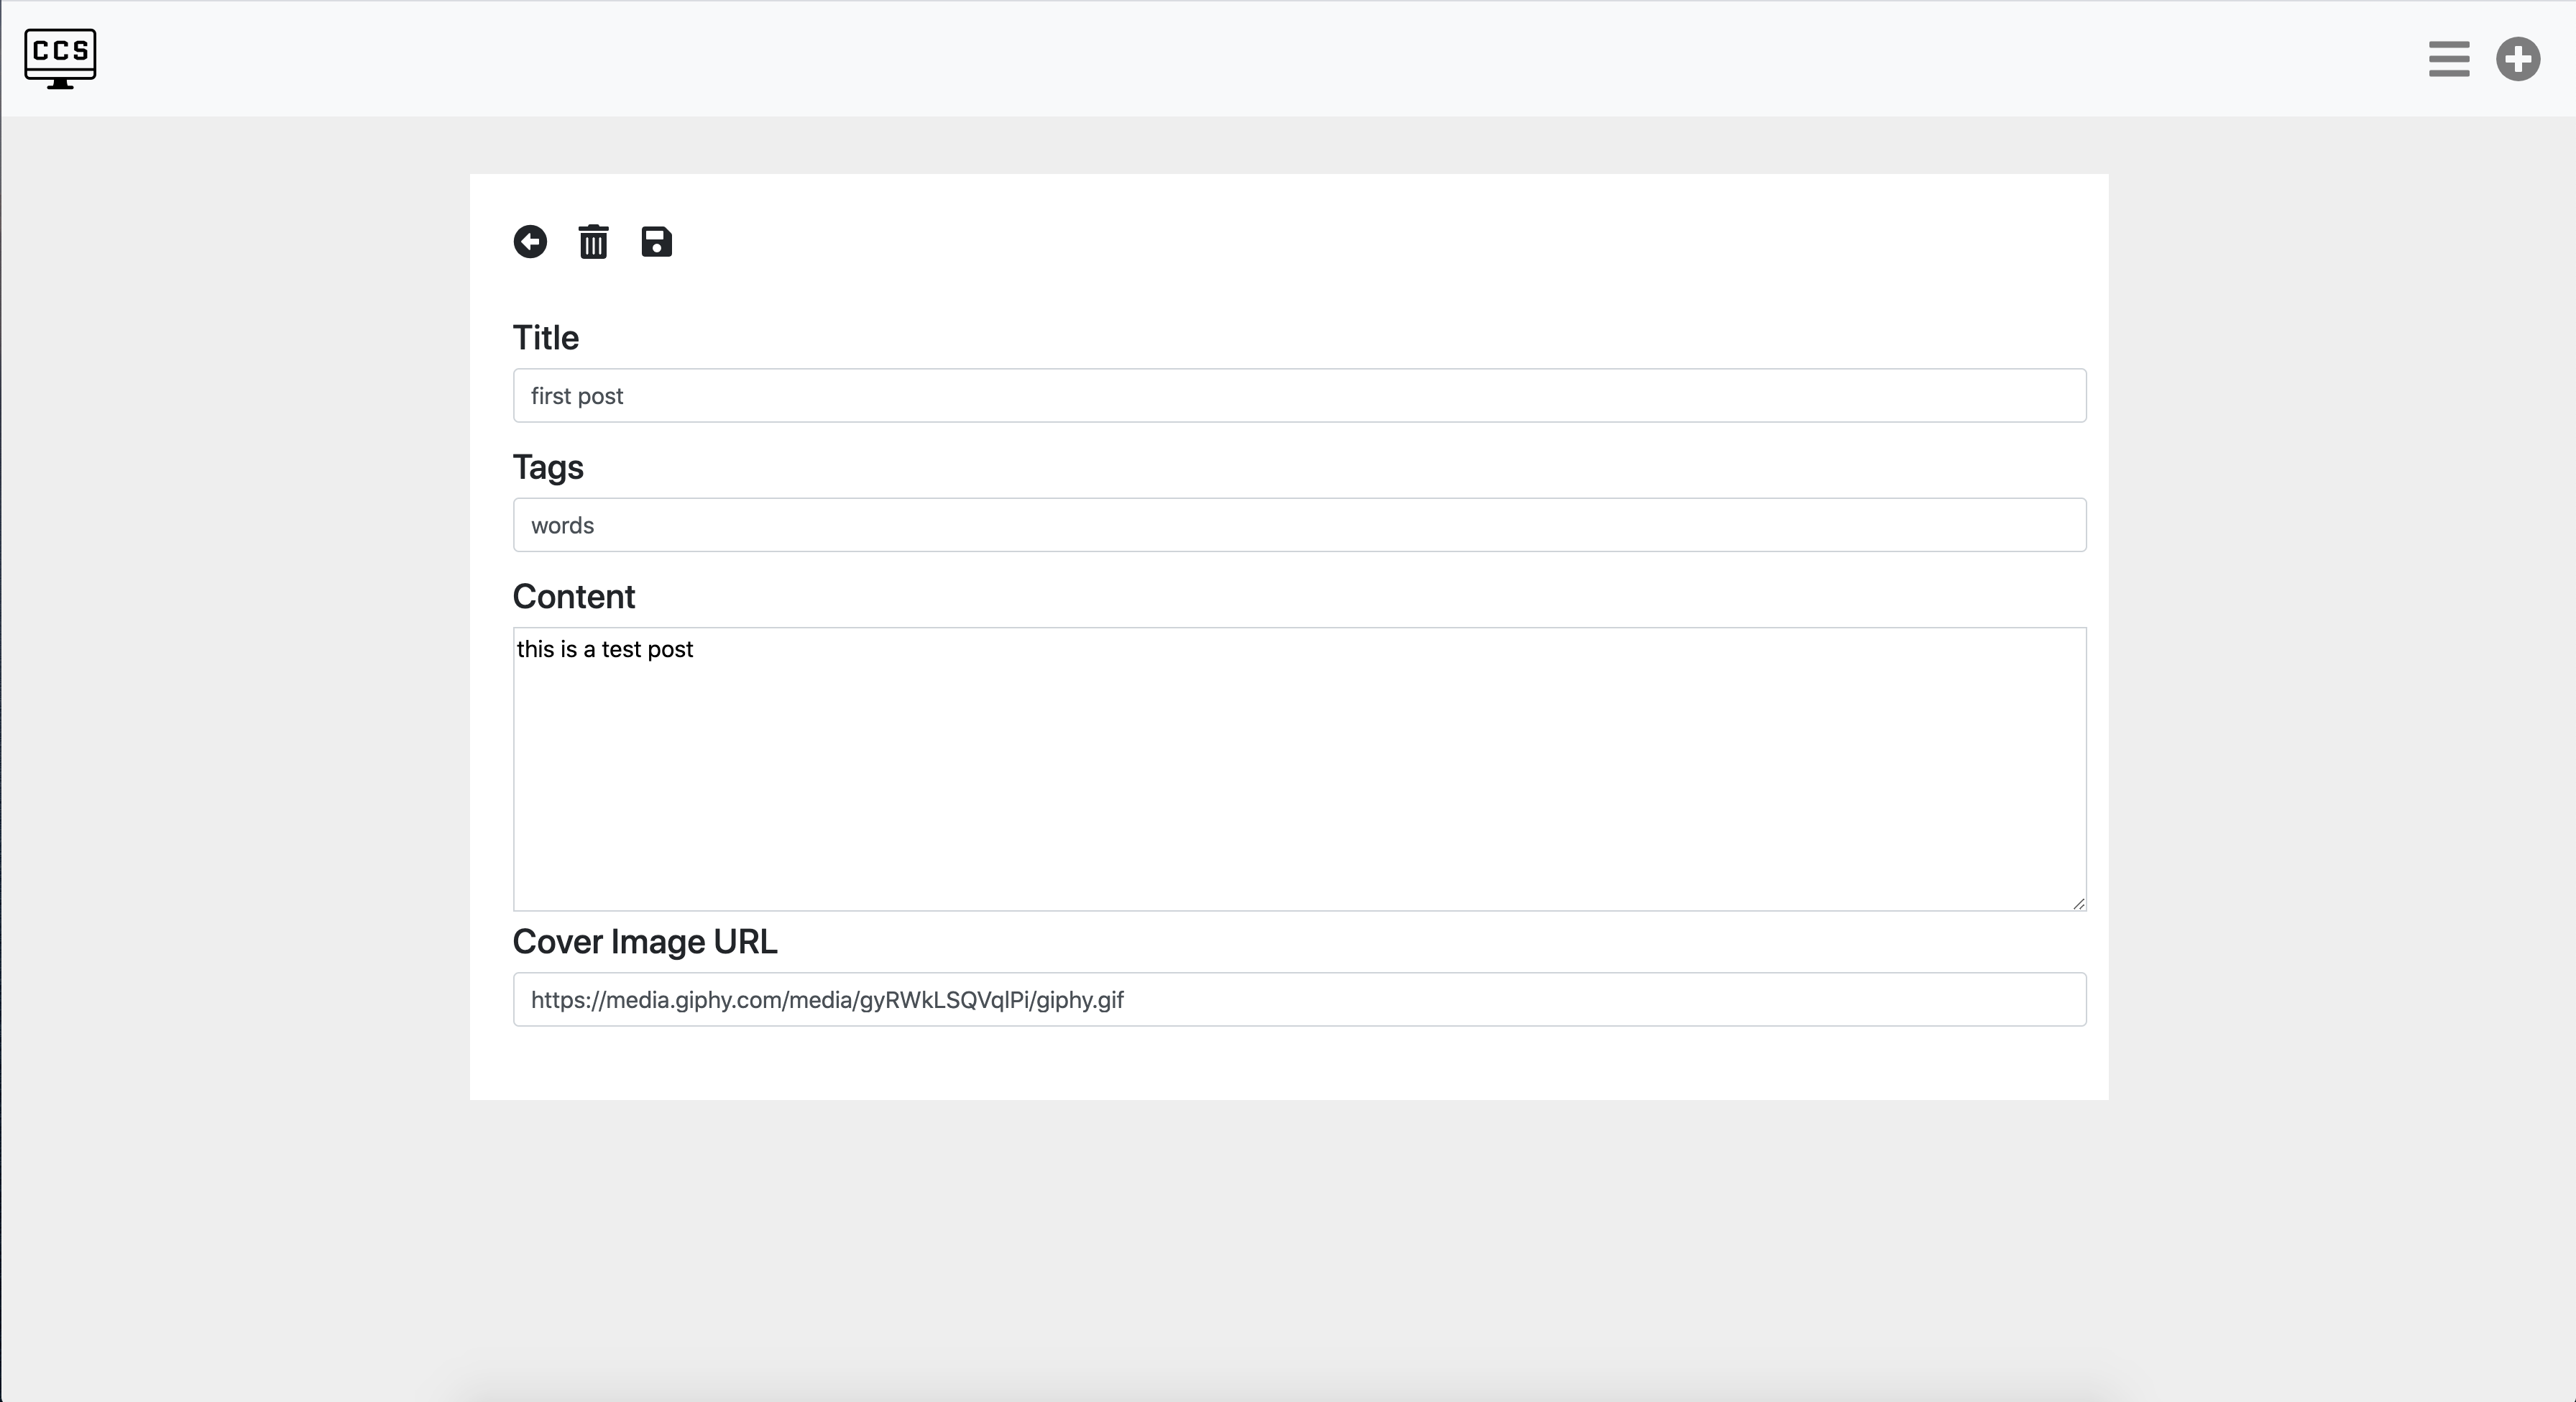 CCS
Title
first post
Tags
words
Content
this is a test post
Cover Image URL
https://media.giphy.com/media/gyRWkLSQVqlPi/giphy.gif